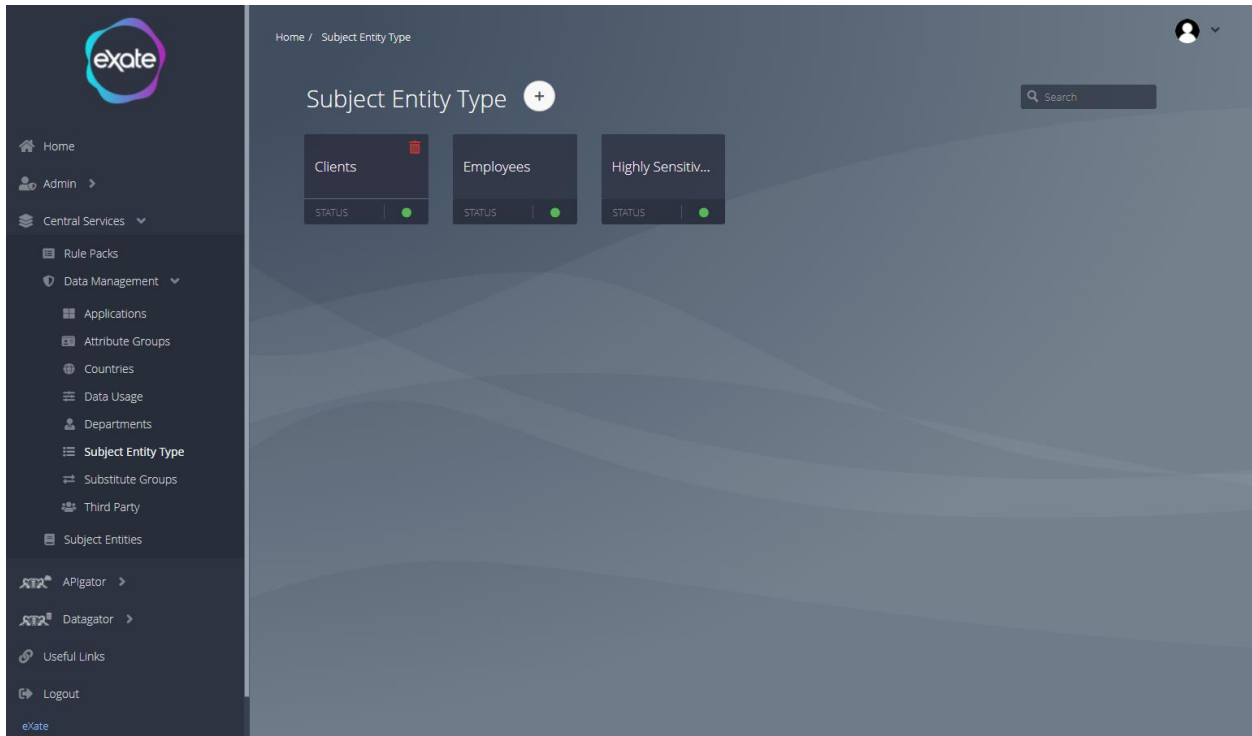 eXate
Home
Admin
Central Services
Rule Packs
Data Management
Applications
Attribute Groups
Countries
Data Usage
Departments
Subject Entity Type
Substitute Groups
Third Party
Subject Entities
APIgator
Datagator
Useful Links
Logout
eXate
Home / Subject Entity Type
Subject Entity Type +
Search
Clients Employees Highly Sensitiv...
STATUS STATUS STATUS